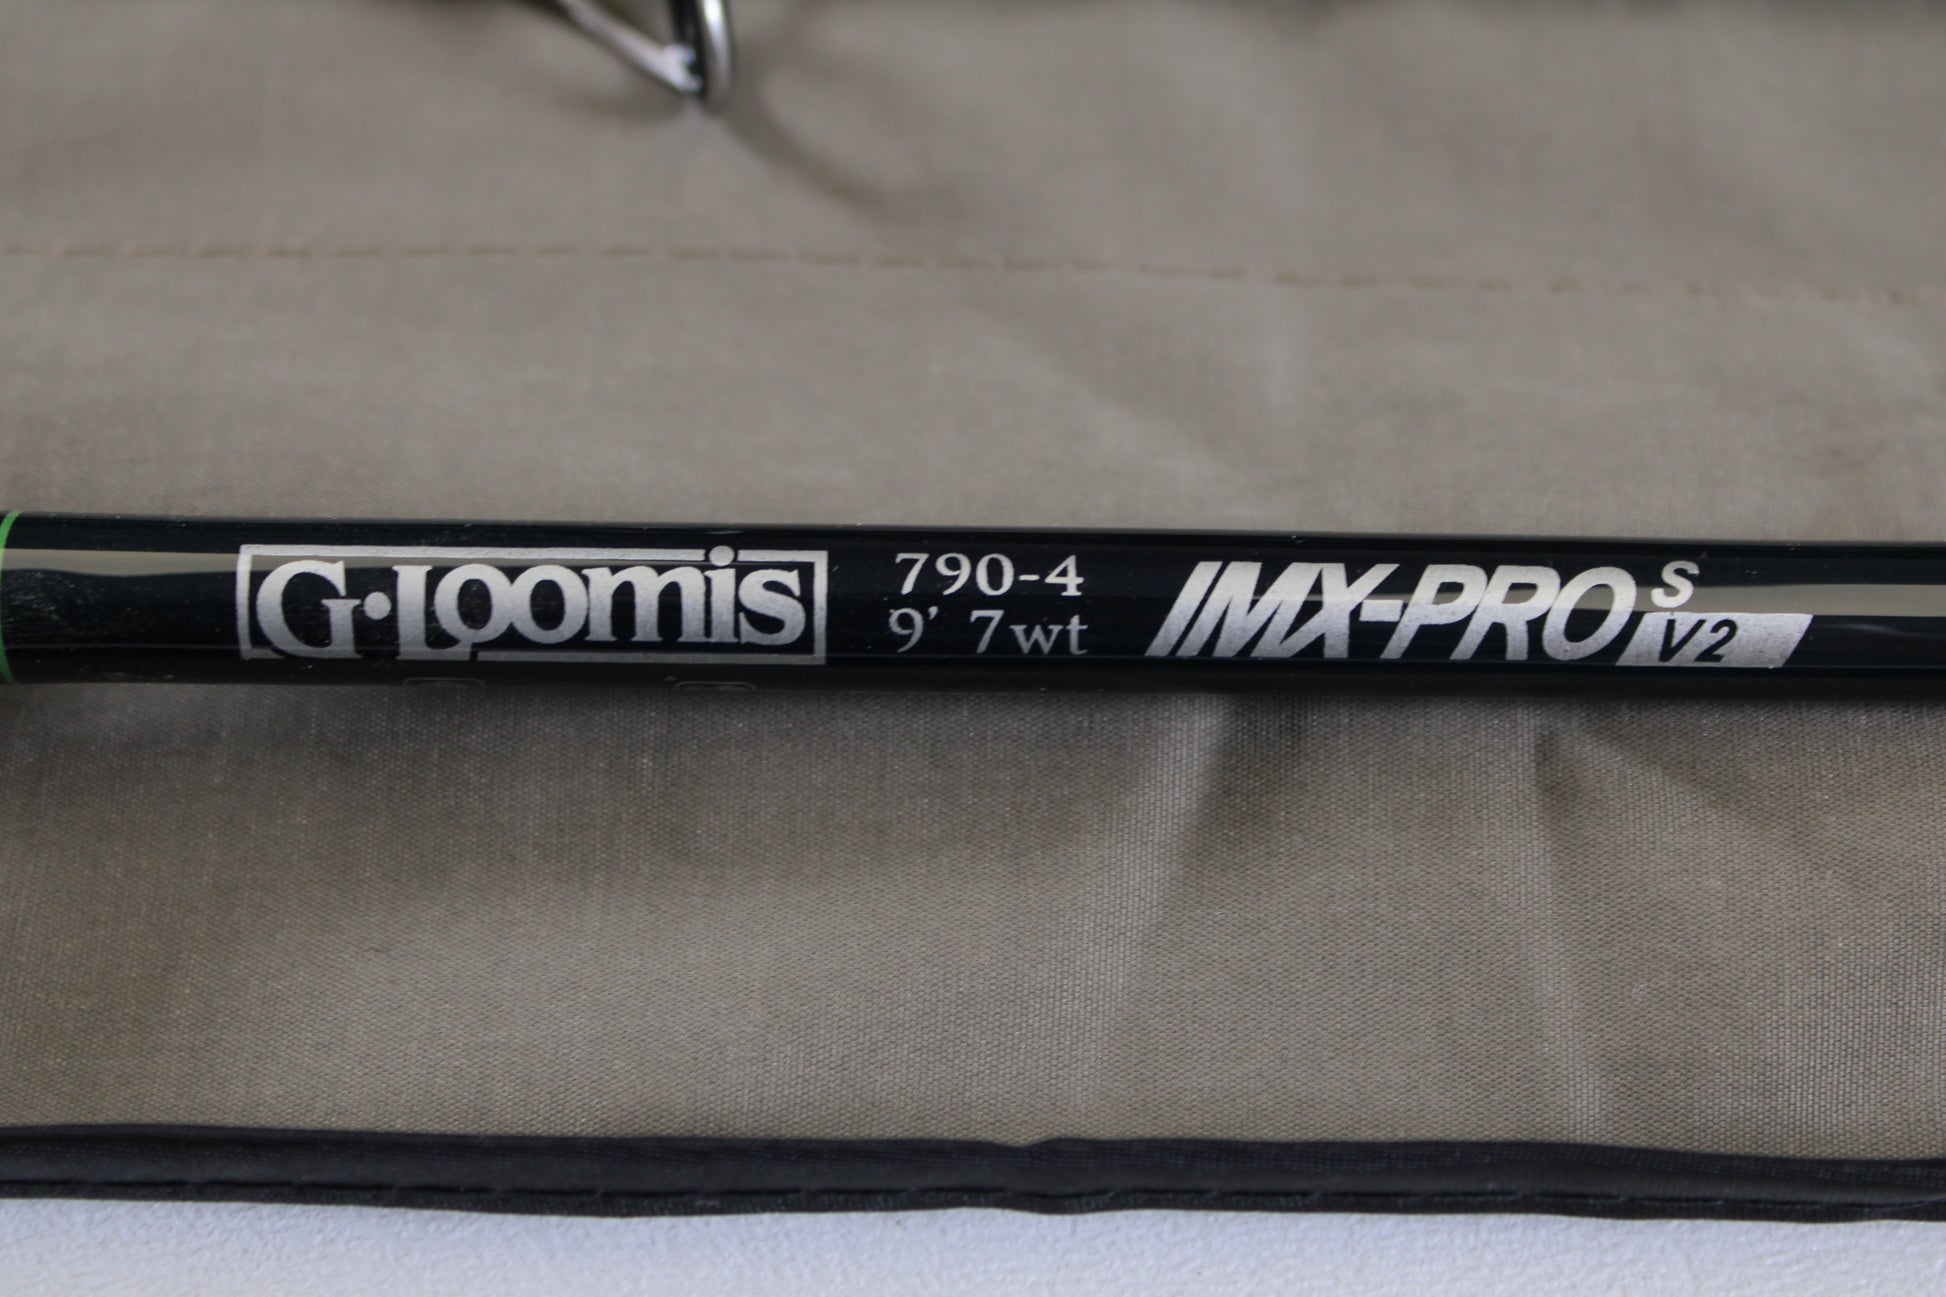 G·Loomis
790-4
9' 7wt
IMX-PRO S
V2